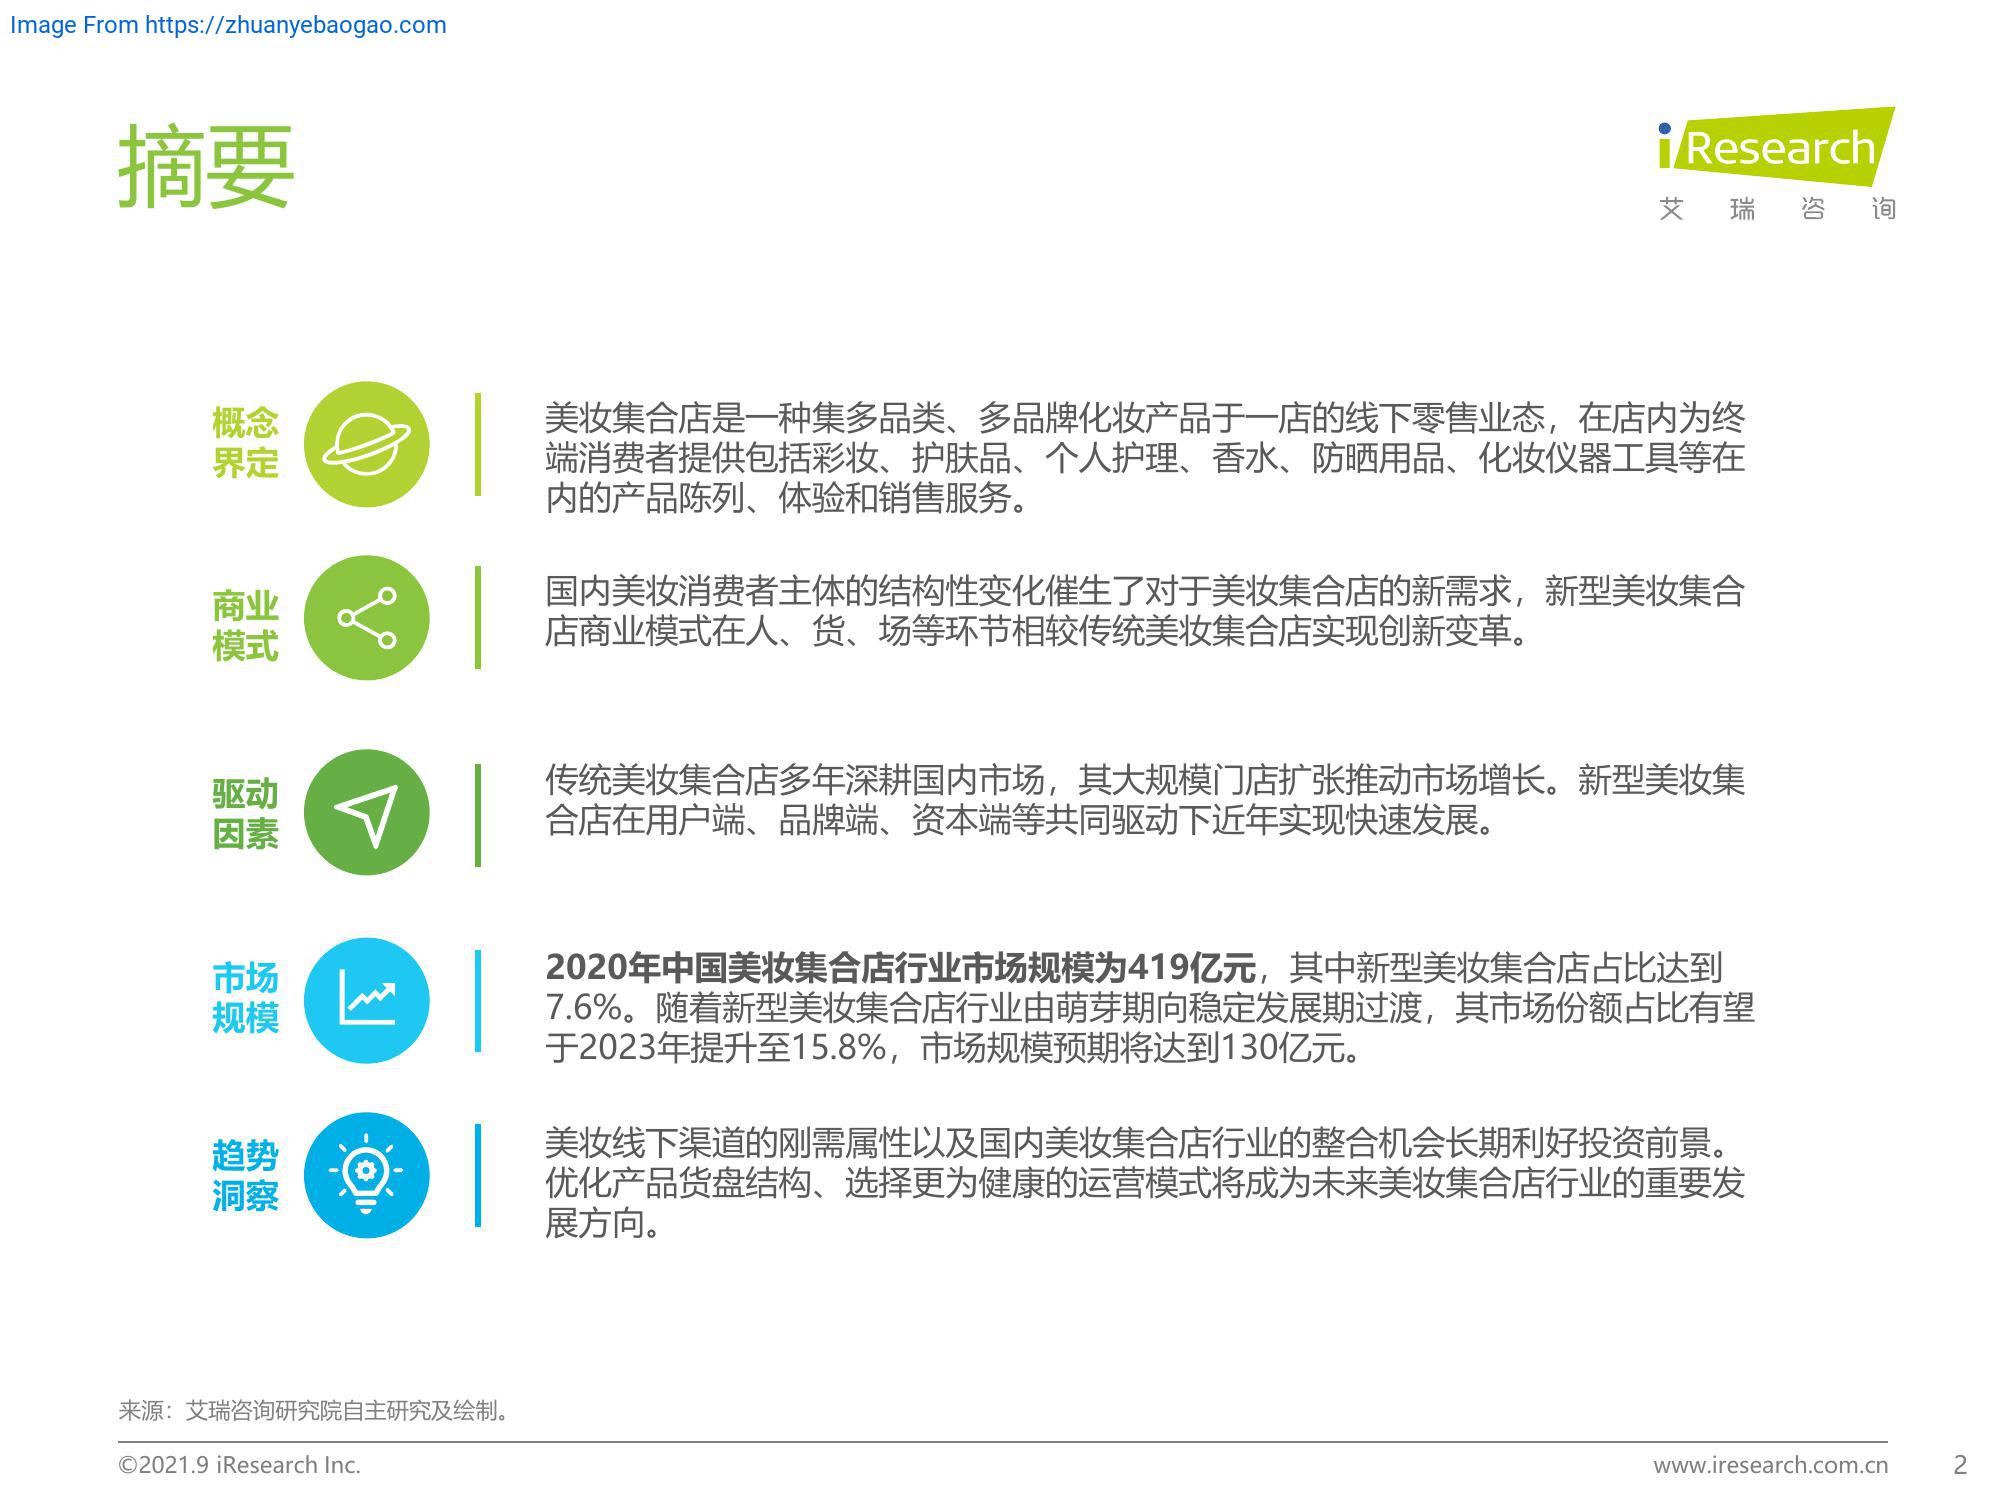 Image From https://zhuanyebaogao.com
摘要
iResearch
艾瑞咨询
概念
界定
美妆集合店是一种集多品类、多品牌化妆产品于一店的线下零售业态，在店内为终
端消费者提供包括彩妆、护肤品、个人护理、香水、防晒用品、化妆仪器工具等在
内的产品陈列、体验和销售服务。
商业
模式
国内美妆消费者主体的结构性变化催生了对于美妆集合店的新需求，新型美妆集合
店商业模式在人、货、场等环节相较传统美妆集合店实现创新变革。
驱动
因素
传统美妆集合店多年深耕国内市场，其大规模门店扩张推动市场增长。新型美妆集
合店在用户端、品牌端、资本端等共同驱动下近年实现快速发展。
市场
规模
2020年中国美妆集合店行业市场规模为419亿元，其中新型美妆集合店占比达到
7.6%。随着新型美妆集合店行业由萌芽期向稳定发展期过渡，其市场份额占比有望
于2023年提升至15.8%，市场规模预期将达到130亿元。
趋势
洞察
美妆线下渠道的刚需属性以及国内美妆集合店行业的整合机会长期利好投资前景。
优化产品货盘结构、选择更为健康的运营模式将成为未来美妆集合店行业的重要发
展方向。
来源：艾瑞咨询研究院自主研究及绘制。
©2021.9 iResearch Inc.
www.iresearch.com.cn
2